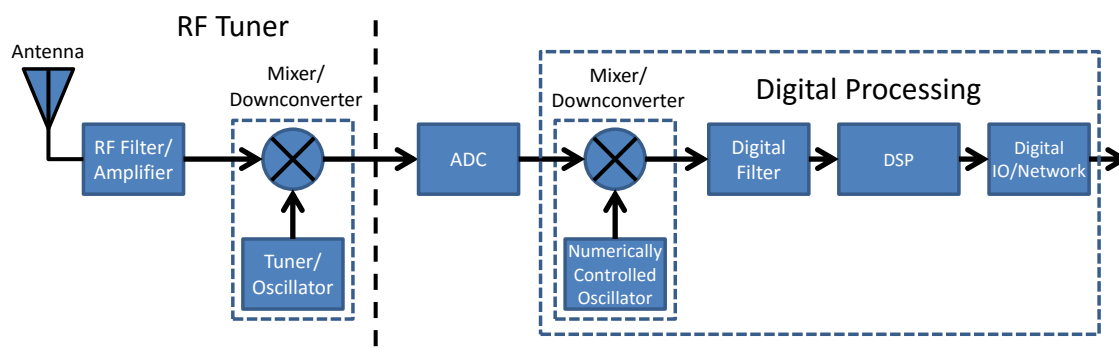 RF Tuner
Antenna
Mixer/
Downconverter
RF Filter/
Amplifier
Tuner/
Oscillator
ADC
Digital Processing
Mixer/
Downconverter
Numerically
Controlled
Oscillator
Digital
Filter
DSP
Digital
IO/Network